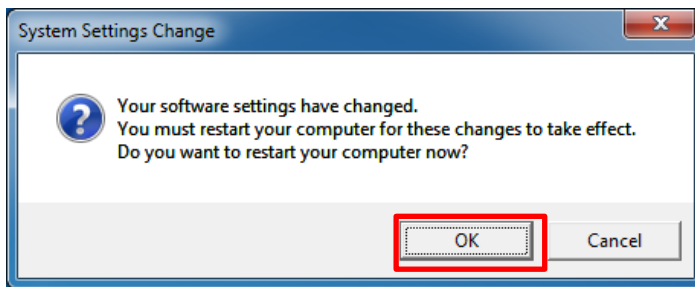 System Settings Change
Your software settings have changed.
You must restart your computer for these changes to take effect.
Do you want to restart your computer now?
OK
Cancel